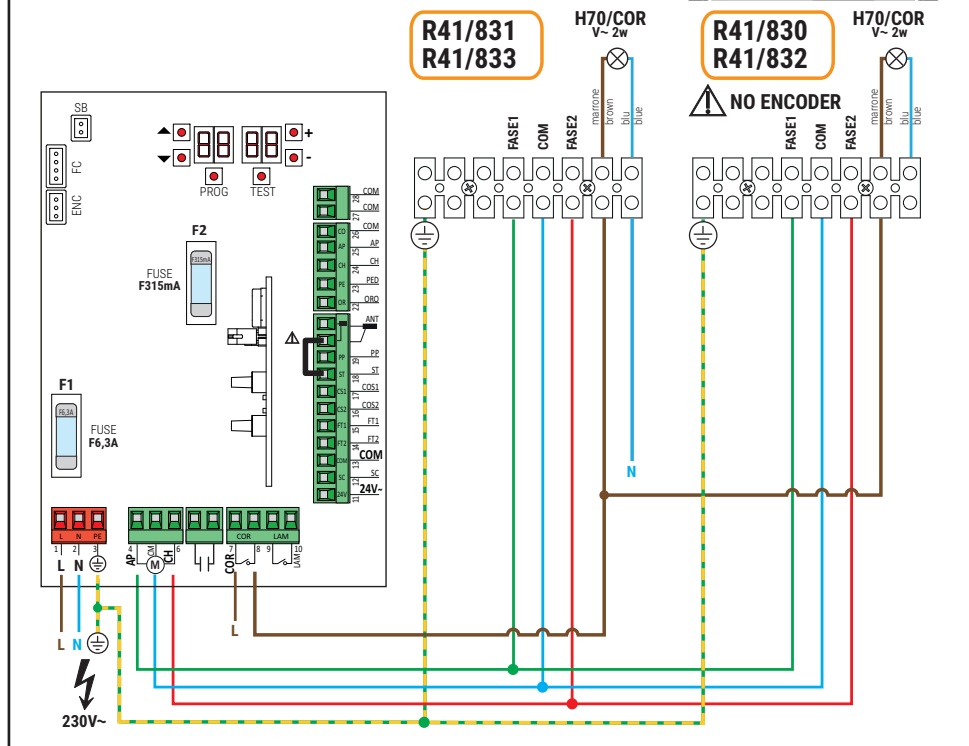 R41/831
R41/833
H70/COR
V~ 2w
R41/830
R41/832
H70/COR
V~ 2w
NO ENCODER
marrone
brown
blu
blue
FASE1
COM
FASE2
marrone
brown
blu
blue
FASE1
COM
FASE2
SB
FC
ENC
+
-
PROG
TEST
F2
F315mA
FUSE
F315mA
F1
F6,3A
FUSE
F6,3A
COM
28
COM
27
CO
COM
26
AP
AP
25
CH
CH
24
PE
PED
23
OR
ORO
22
ANT
PP
PP
19
ST
ST
18
CS1
COS1
17
CS2
COS2
16
FT1
FT1
15
FT2
FT2
14
COM
COM
13
SC
SC
12
24V
24V~
11
L N PE
1 2 3
L N
4 6
AP CM CH
M
COR LAM
7 8 9 10
COR
LAM
L N
L
N
230V~